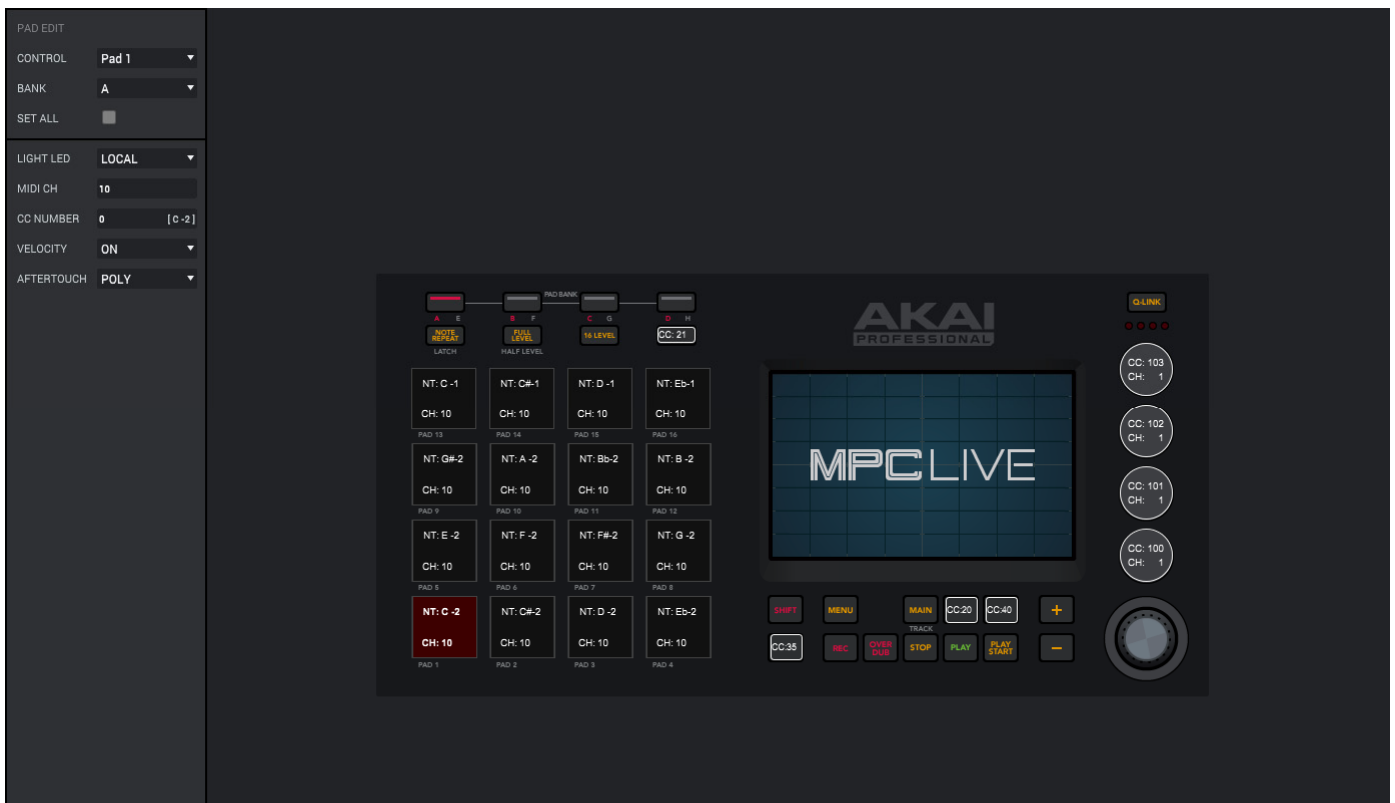 PAD EDIT
CONTROL Pad 1
BANK A
SET ALL
LIGHT LED LOCAL
MIDI CH 10
CC NUMBER 0 [C-2]
VELOCITY ON
AFTERTOUCH POLY
PAD BANK
A E B F C G D H
NOTE REPEAT
FULL LEVEL
16 LEVEL
CC: 21
LATCH
HALF LEVEL
NT: C -1 NT: C#-1 NT: D -1 NT: Eb-1
CH: 10 CH: 10 CH: 10 CH: 10
PAD 13 PAD 14 PAD 15 PAD 16
NT: G#-2 NT: A -2 NT: Bb-2 NT: B -2
CH: 10 CH: 10 CH: 10 CH: 10
PAD 9 PAD 10 PAD 11 PAD 12
NT: E -2 NT: F -2 NT: F#-2 NT: G -2
CH: 10 CH: 10 CH: 10 CH: 10
PAD 5 PAD 6 PAD 7 PAD 8
NT: C -2 NT: C#-2 NT: D -2 NT: Eb-2
CH: 10 CH: 10 CH: 10 CH: 10
PAD 1 PAD 2 PAD 3 PAD 4
AKAI
PROFESSIONAL
MPC LIVE
SHIFT MENU MAIN CC:20 CC:40 +
TRACK
CC:35 REC OVER DUB STOP PLAY PLAY START −
Q-LINK
CC: 103
CH: 1
CC: 102
CH: 1
CC: 101
CH: 1
CC: 100
CH: 1